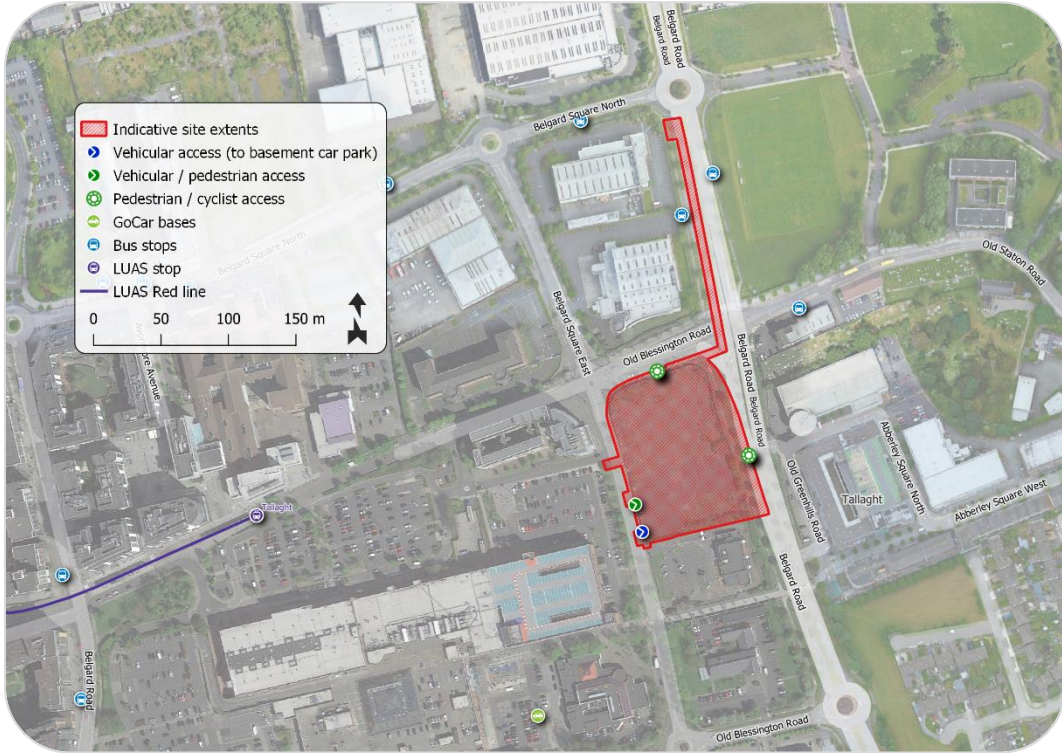 Belgard Road
Belgard Road
Belgard Square North
Indicative site extents
Vehicular access (to basement car park)
Vehicular / pedestrian access
Pedestrian / cyclist access
GoCar bases
Bus stops
LUAS stop
LUAS Red line
0 50 100 150 m
Belgard Square North
Old Station Road
Belgard Square East
Old Blessington Road
Belgard Road
Belgard Road
Abberley Square North
Old Greenhills Road
Tallaght
Abberley Square West
Tallaght
Belgard Road
Belgard Road
Old Blessington Road